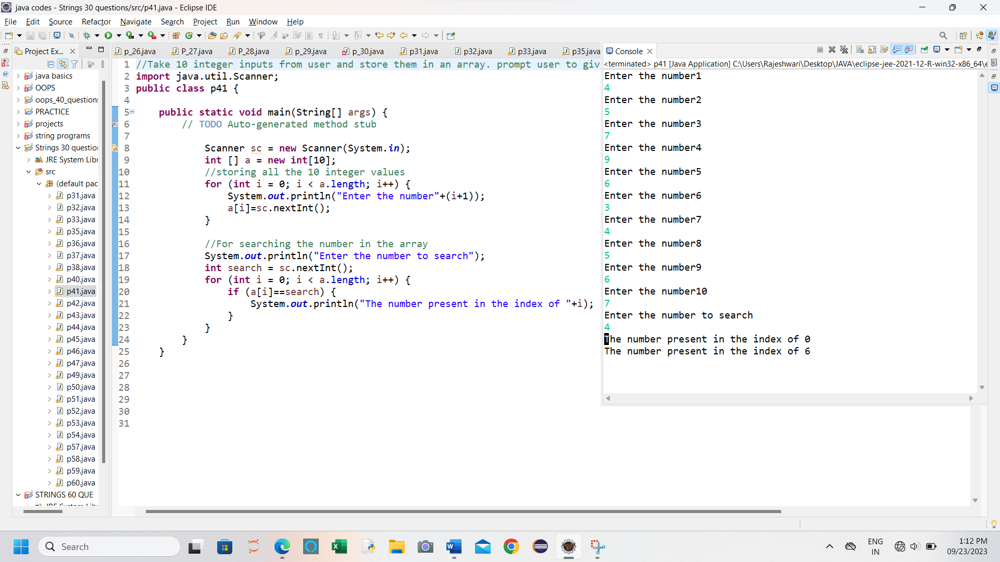 java codes - Strings 30 questions/src/p41.java - Eclipse IDE
File Edit Source Refactor Navigate Search Project Run Window Help
Project Ex...
java basics
OOPS
oops_40_questions
PRACTICE
projects
string programs
Strings 30 question
JRE System Libr
src
(default pac
p31.java
p32.java
p33.java
p35.java
p36.java
p37.java
p38.java
p40.java
p41.java
p42.java
p43.java
p44.java
p45.java
p46.java
p47.java
p49.java
p50.java
p51.java
p52.java
p53.java
p54.java
p57.java
p58.java
p59.java
p60.java
STRINGS 60 QUE
JRE System Libr
p_26.java P_27.java P_28.java p_29.java p_30.java p31.java p32.java p33.java p35.java
1 //Take 10 integer inputs from user and store them in an array. prompt user to giv
2 import java.util.Scanner;
3 public class p41 {
4
5 public static void main(String[] args) {
6 // TODO Auto-generated method stub
7
8 Scanner sc = new Scanner(System.in);
9 int [] a = new int[10];
10 //storing all the 10 integer values
11 for (int i = 0; i < a.length; i++) {
12 System.out.println("Enter the number"+(i+1));
13 a[i]=sc.nextInt();
14 }
15
16 //For searching the number in the array
17 System.out.println("Enter the number to search");
18 int search = sc.nextInt();
19 for (int i = 0; i < a.length; i++) {
20 if (a[i]==search) {
21 System.out.println("The number present in the index of "+i);
22 }
23 }
24 }
25 }
26
27
28
29
30
31
Console
<terminated> p41 [Java Application] C:\Users\Rajeshwari\Desktop\JAVA\eclipse-jee-2021-12-R-win32-x86_64\e
Enter the number1
4
Enter the number2
5
Enter the number3
7
Enter the number4
9
Enter the number5
6
Enter the number6
3
Enter the number7
4
Enter the number8
5
Enter the number9
6
Enter the number10
7
Enter the number to search
4
The number present in the index of 0
The number present in the index of 6
Search
ENG
IN
1:12 PM
09/23/2023